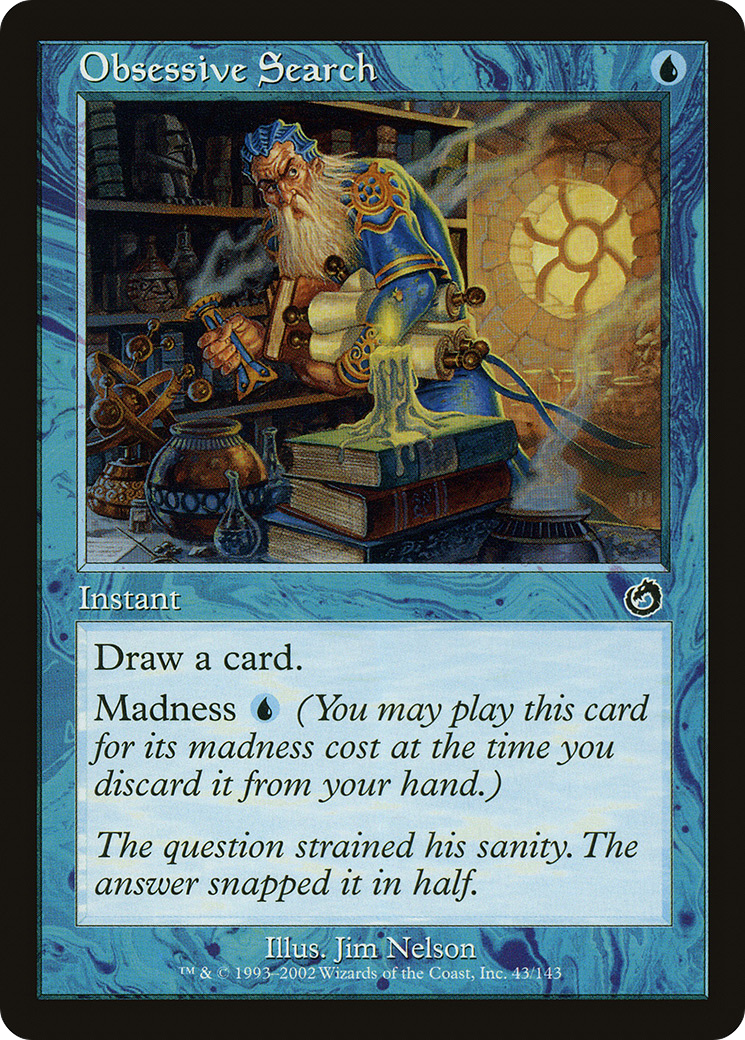 Obsessive Search
Instant
Draw a card.
Madness (You may play this card
for its madness cost at the time you
discard it from your hand.)
The question strained his sanity. The
answer snapped it in half.
Illus. Jim Nelson
™ & © 1993–2002 Wizards of the Coast, Inc. 43/143